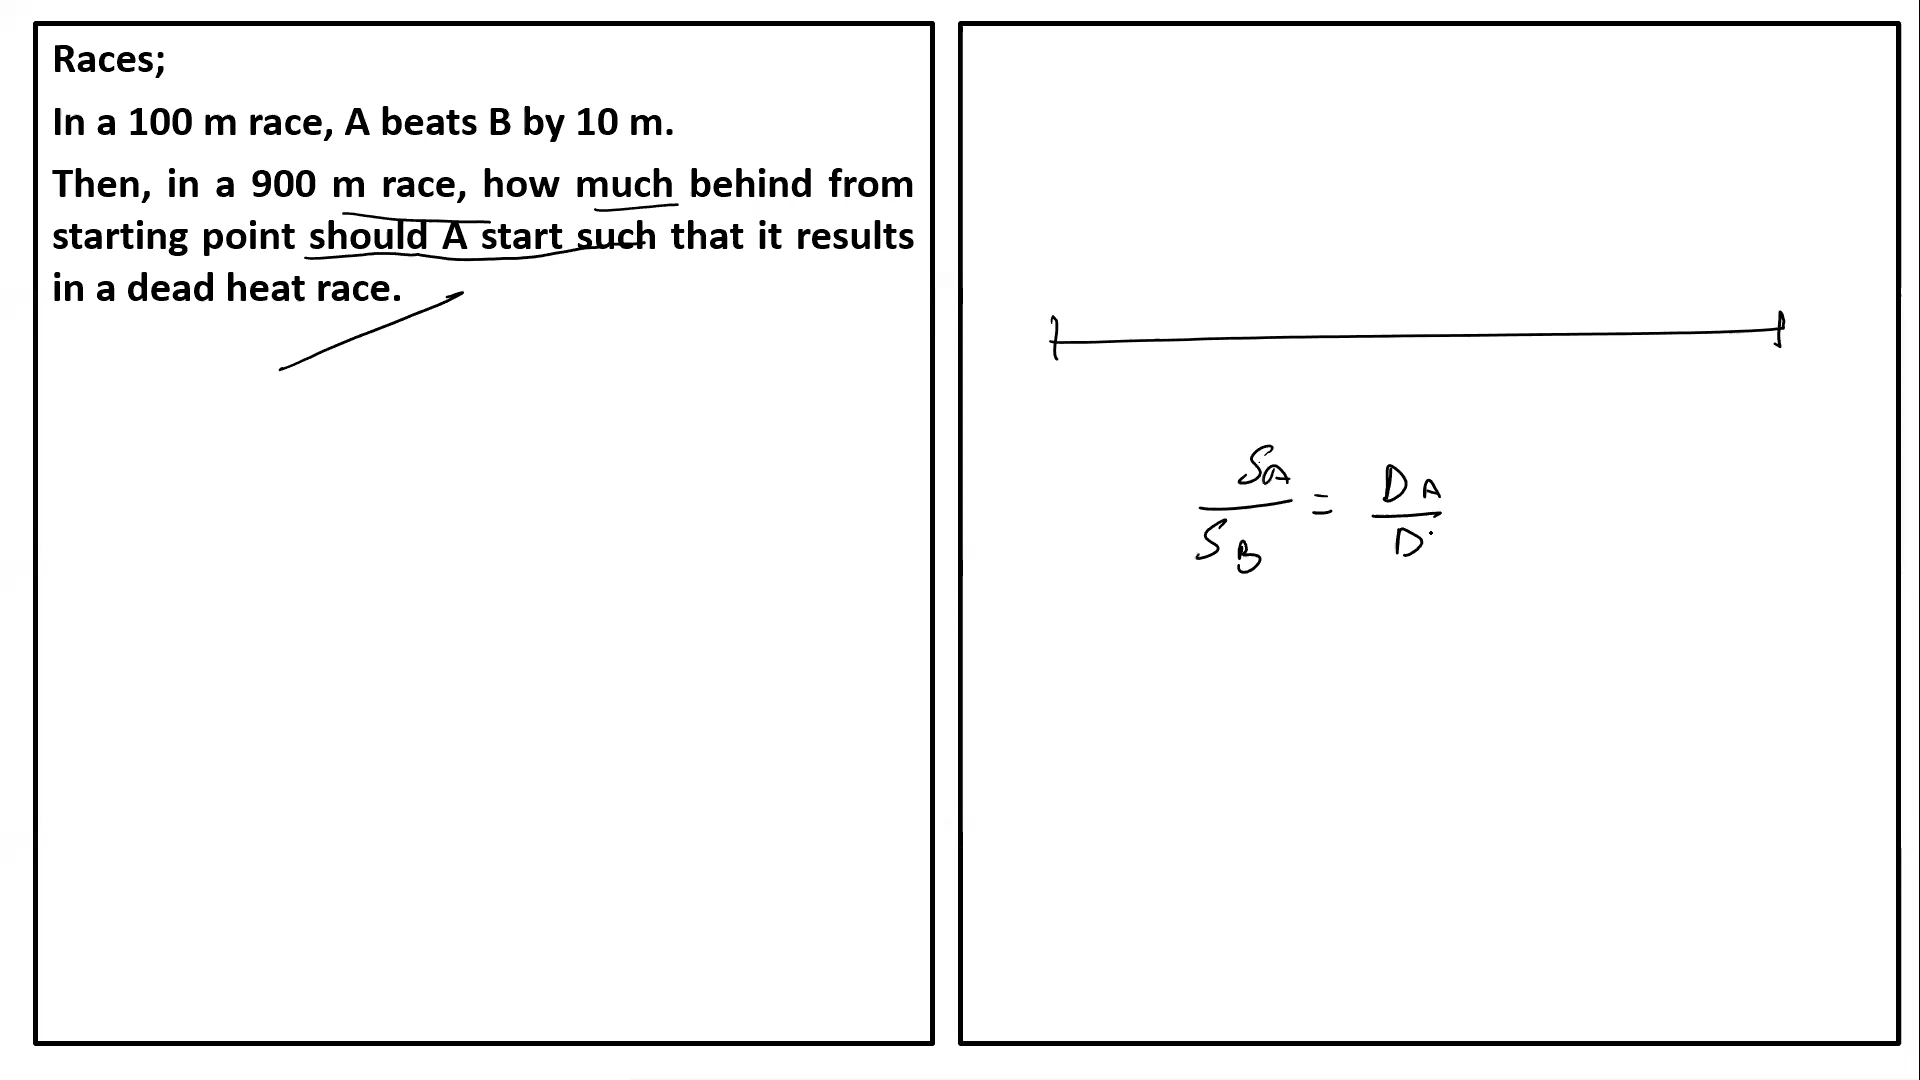 Races;
In a 100 m race, A beats B by 10 m.
Then, in a 900 m race, how much behind from
starting point should A start such that it results
in a dead heat race.
SA
SB
=
DA
D